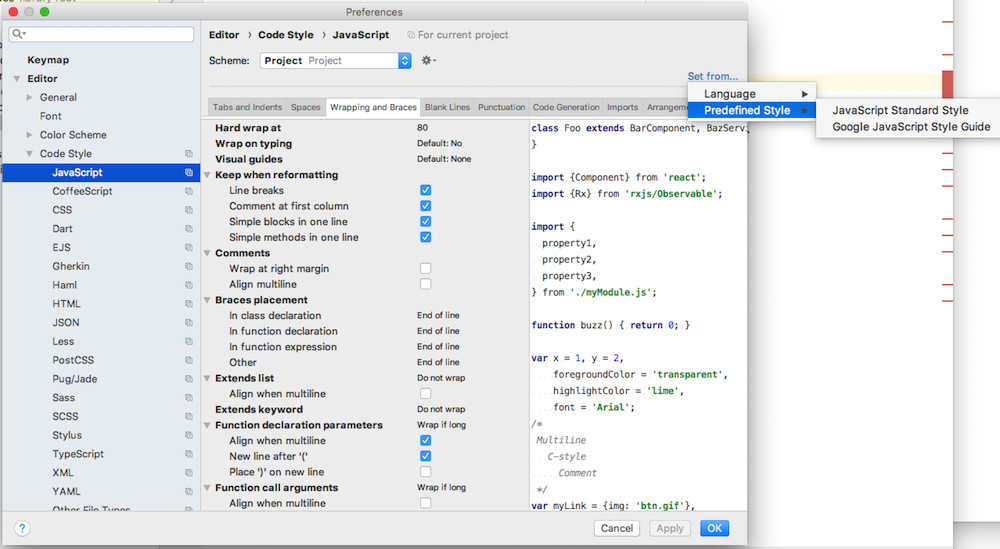 Preferences
Editor › Code Style › JavaScript For current project
Scheme: Project Project
Set from...
Language
Predefined Style
JavaScript Standard Style
Google JavaScript Style Guide
Keymap
Editor
General
Font
Color Scheme
Code Style
JavaScript
CoffeeScript
CSS
Dart
EJS
Gherkin
Haml
HTML
JSON
Less
PostCSS
Pug/Jade
Sass
SCSS
Stylus
TypeScript
XML
YAML
Other File Types
Tabs and Indents Spaces Wrapping and Braces Blank Lines Punctuation Code Generation Imports Arrangeme
Hard wrap at 80
Wrap on typing Default: No
Visual guides Default: None
Keep when reformatting
Line breaks
Comment at first column
Simple blocks in one line
Simple methods in one line
Comments
Wrap at right margin
Align multiline
Braces placement
In class declaration End of line
In function declaration End of line
In function expression End of line
Other End of line
Extends list Do not wrap
Align when multiline
Extends keyword Do not wrap
Function declaration parameters Wrap if long
Align when multiline
New line after '('
Place ')' on new line
Function call arguments Wrap if long
Align when multiline
class Foo extends BarComponent, BazServ
}
import {Component} from 'react';
import {Rx} from 'rxjs/Observable';
import {
property1,
property2,
property3,
} from './myModule.js';
function buzz() { return 0; }
var x = 1, y = 2,
foregroundColor = 'transparent',
highlightColor = 'lime',
font = 'Arial';
/*
Multiline
C-style
Comment
*/
var myLink = {img: 'btn.gif'},
? Cancel Apply OK